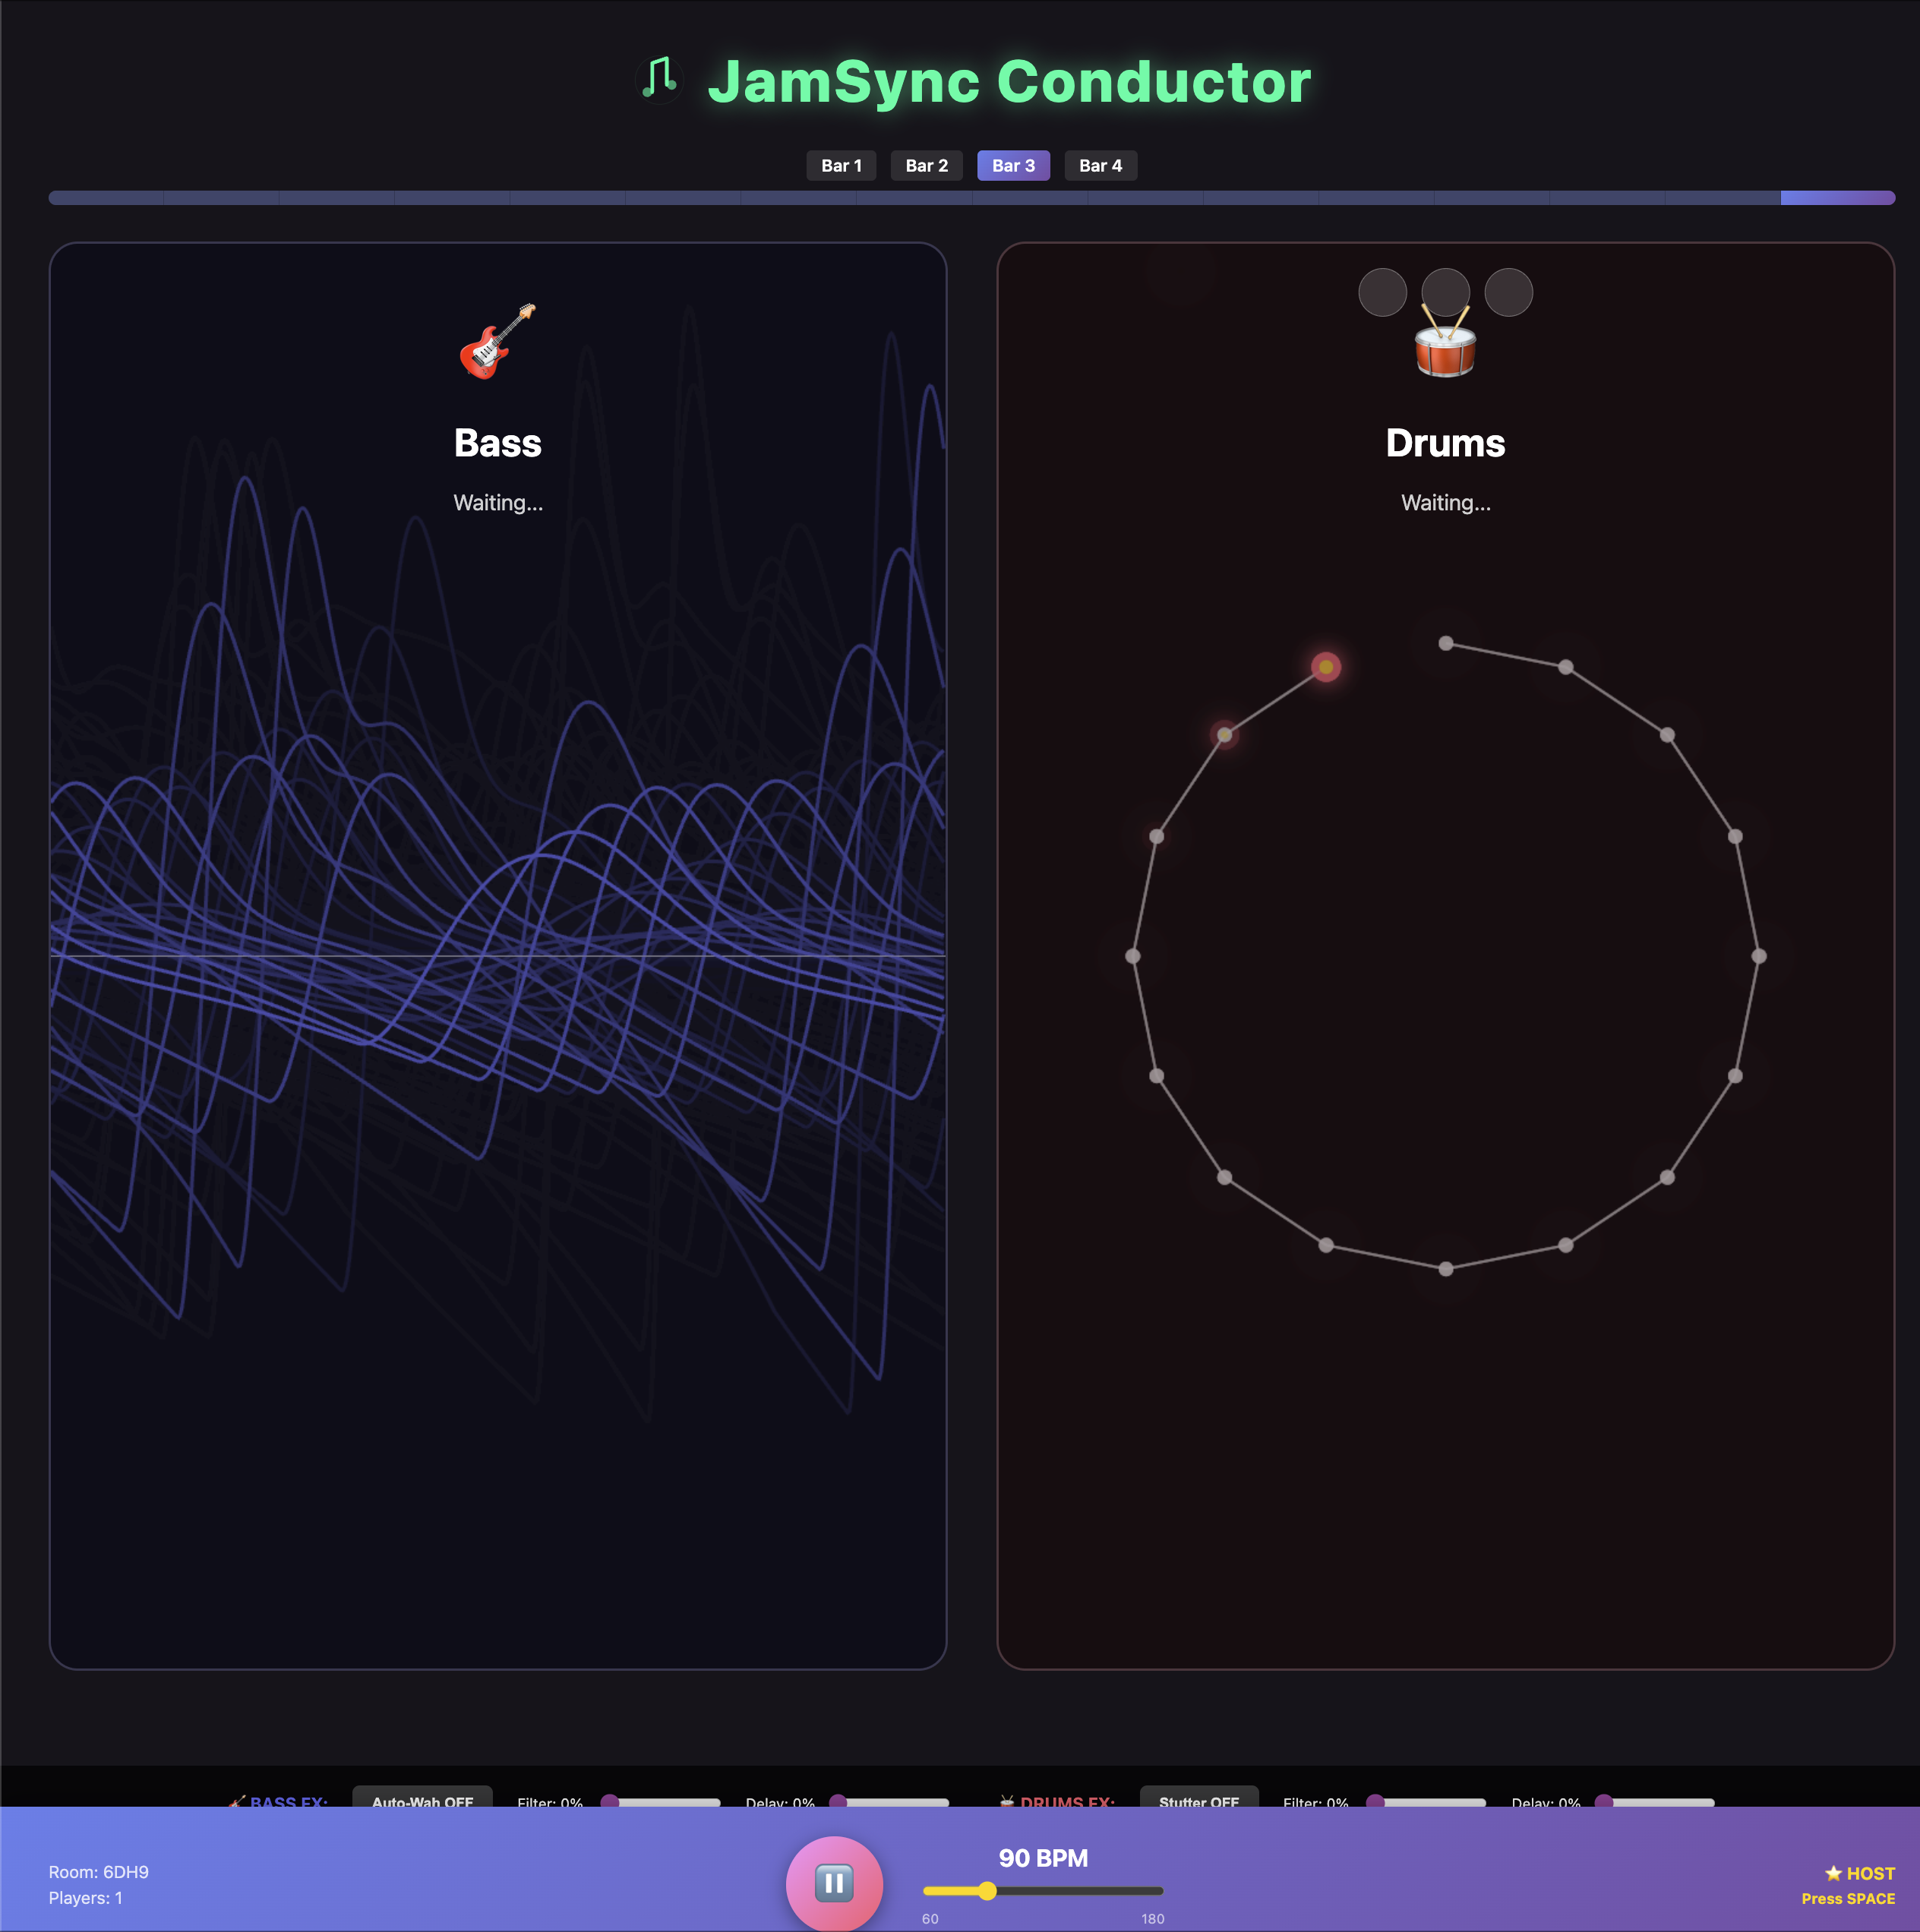 JamSync Conductor
Bar 1 Bar 2 Bar 3 Bar 4
Bass
Waiting...
Drums
Waiting...
BASS FX: Auto-Wah OFF Filter: 0% Delay: 0% DRUMS FX: Stutter OFF Filter: 0% Delay: 0%
Room: 6DH9
Players: 1
90 BPM
60 180
HOST
Press SPACE